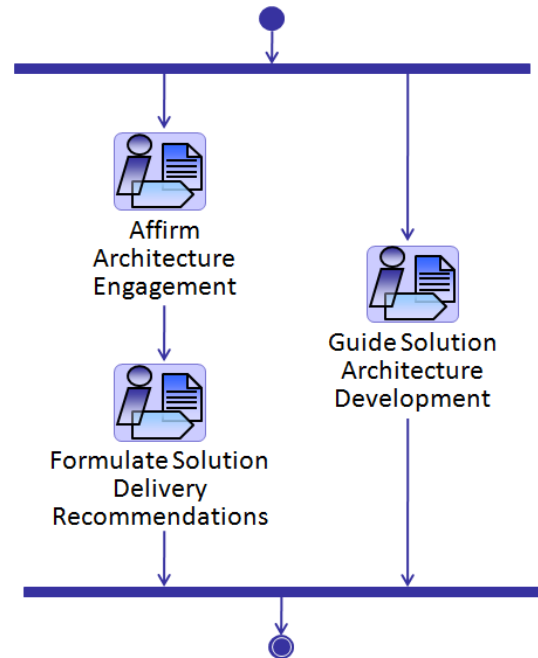 Affirm
Architecture
Engagement
Guide Solution
Architecture
Development
Formulate Solution
Delivery
Recommendations